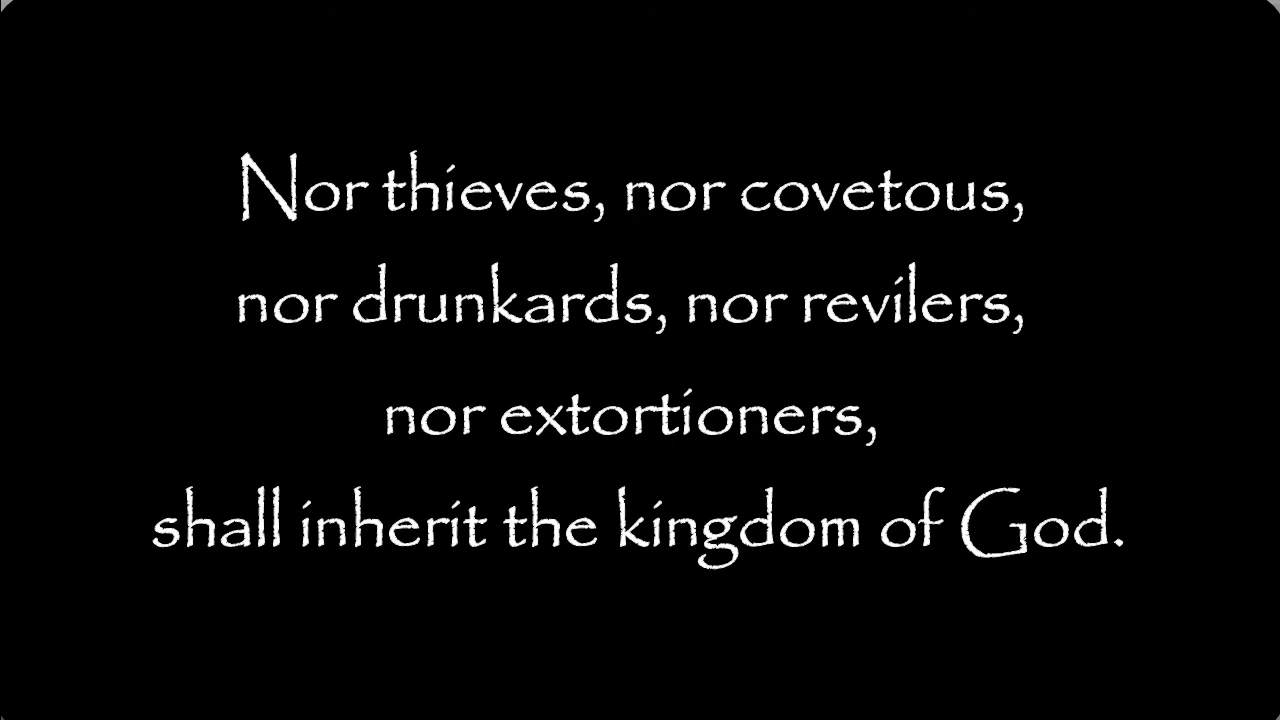 Nor thieves, nor covetous,
nor drunkards, nor revilers,
nor extortioners,
shall inherit the kingdom of God.